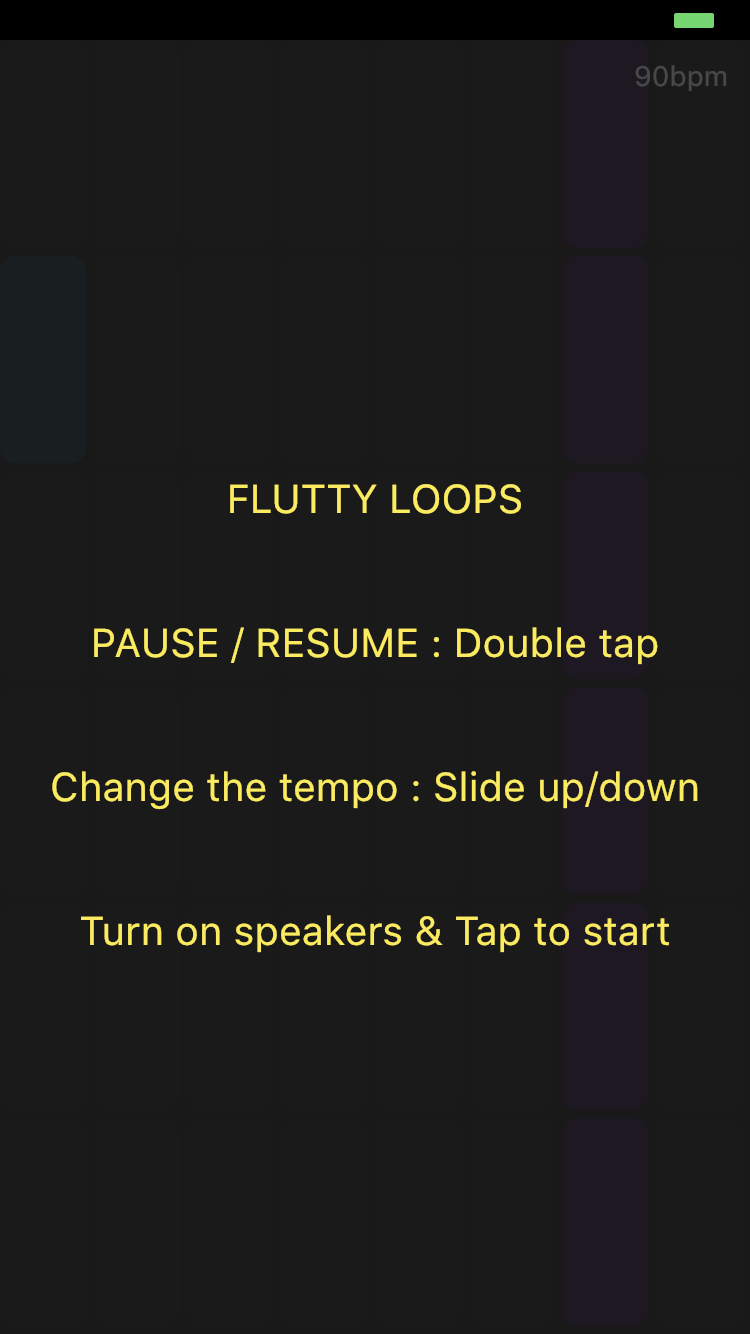 90bpm
FLUTTY LOOPS
PAUSE / RESUME : Double tap
Change the tempo : Slide up/down
Turn on speakers & Tap to start